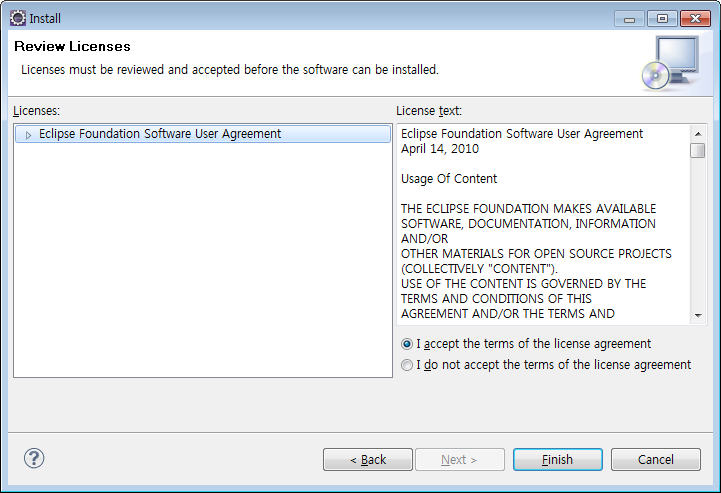 Install
Review Licenses
Licenses must be reviewed and accepted before the software can be installed.
Licenses:
Eclipse Foundation Software User Agreement
License text:
Eclipse Foundation Software User Agreement
April 14, 2010
Usage Of Content
THE ECLIPSE FOUNDATION MAKES AVAILABLE
SOFTWARE, DOCUMENTATION, INFORMATION
AND/OR
OTHER MATERIALS FOR OPEN SOURCE PROJECTS
(COLLECTIVELY "CONTENT").
USE OF THE CONTENT IS GOVERNED BY THE
TERMS AND CONDITIONS OF THIS
AGREEMENT AND/OR THE TERMS AND
I accept the terms of the license agreement
I do not accept the terms of the license agreement
?
< Back
Next >
Finish
Cancel